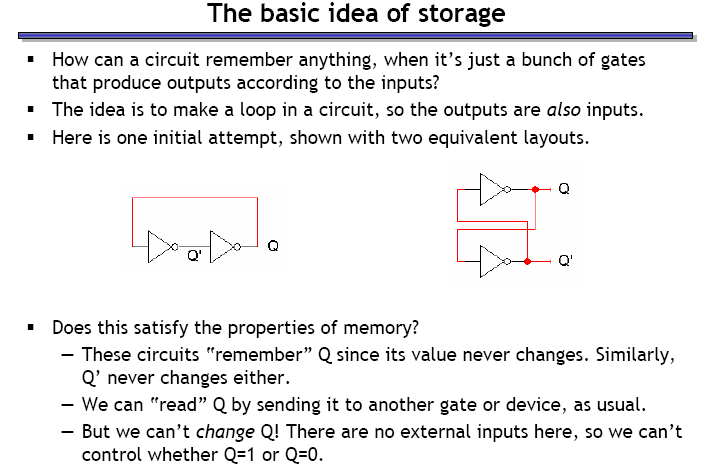 The basic idea of storage
▪ How can a circuit remember anything, when it’s just a bunch of gates
that produce outputs according to the inputs?
▪ The idea is to make a loop in a circuit, so the outputs are also inputs.
▪ Here is one initial attempt, shown with two equivalent layouts.
Q' Q
Q
Q'
▪ Does this satisfy the properties of memory?
— These circuits "remember” Q since its value never changes. Similarly,
Q’ never changes either.
— We can "read” Q by sending it to another gate or device, as usual.
— But we can’t change Q! There are no external inputs here, so we can’t
control whether Q=1 or Q=0.